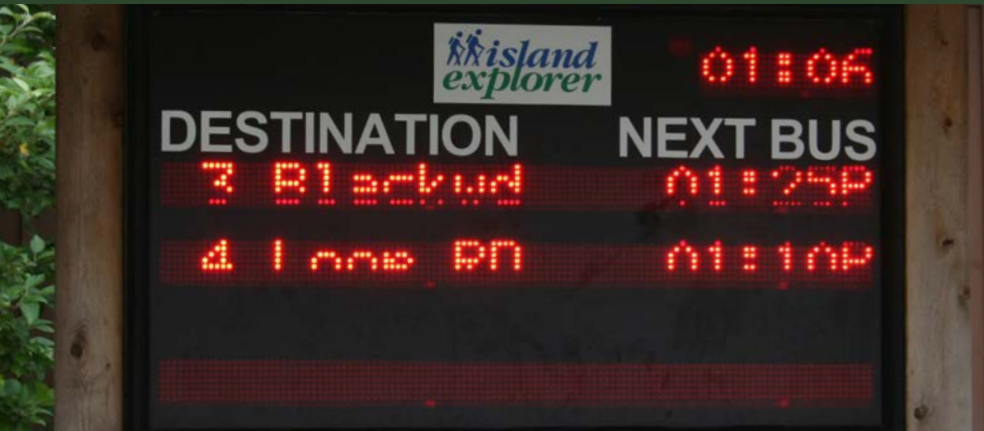 island
explorer
01:06
DESTINATION NEXT BUS
3 Blackwd 01:25P
4 Loop RD 01:10P